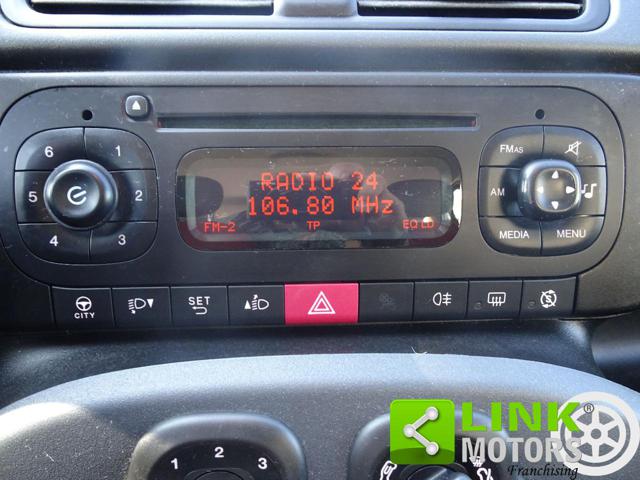 6 1
5 2
4 3
RADIO 24
106.80 MHz
FM-2 TP EQ LD
FMAS
AM
MEDIA MENU
CITY
SET
1 2 3
LINK
MOTORS ®
Franchising